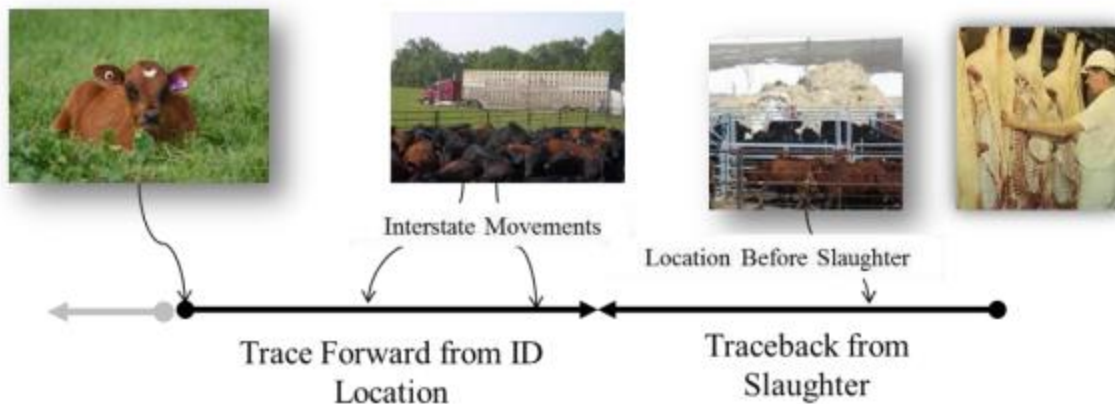 Interstate Movements
Location Before Slaughter
Trace Forward from ID
Location
Traceback from
Slaughter